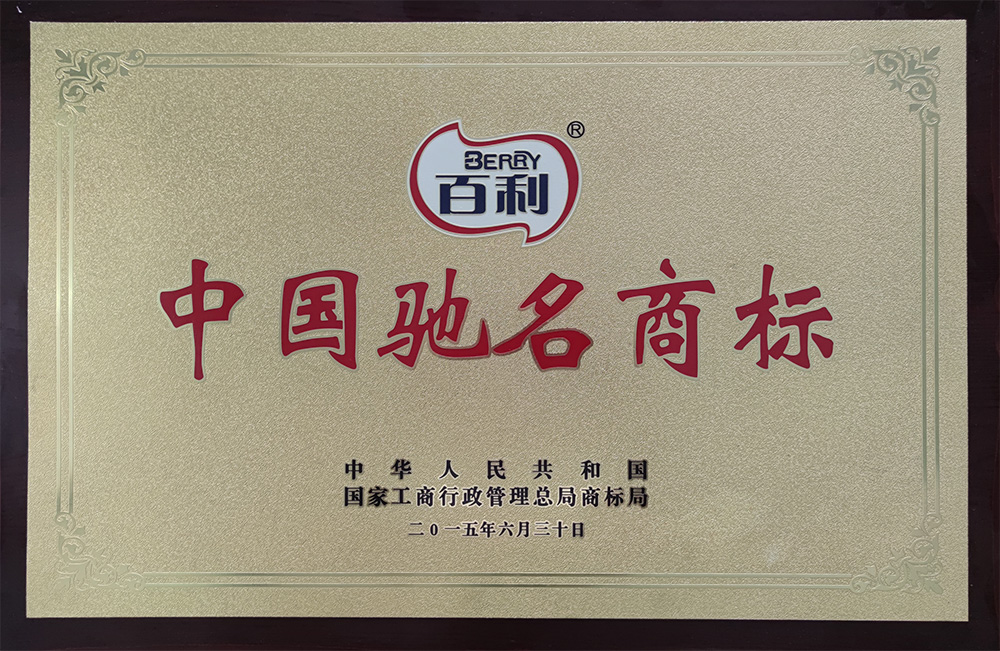 BERRY®
百利
中国驰名商标
中华人民共和国
国家工商行政管理总局商标局
二0一五年六月三十日